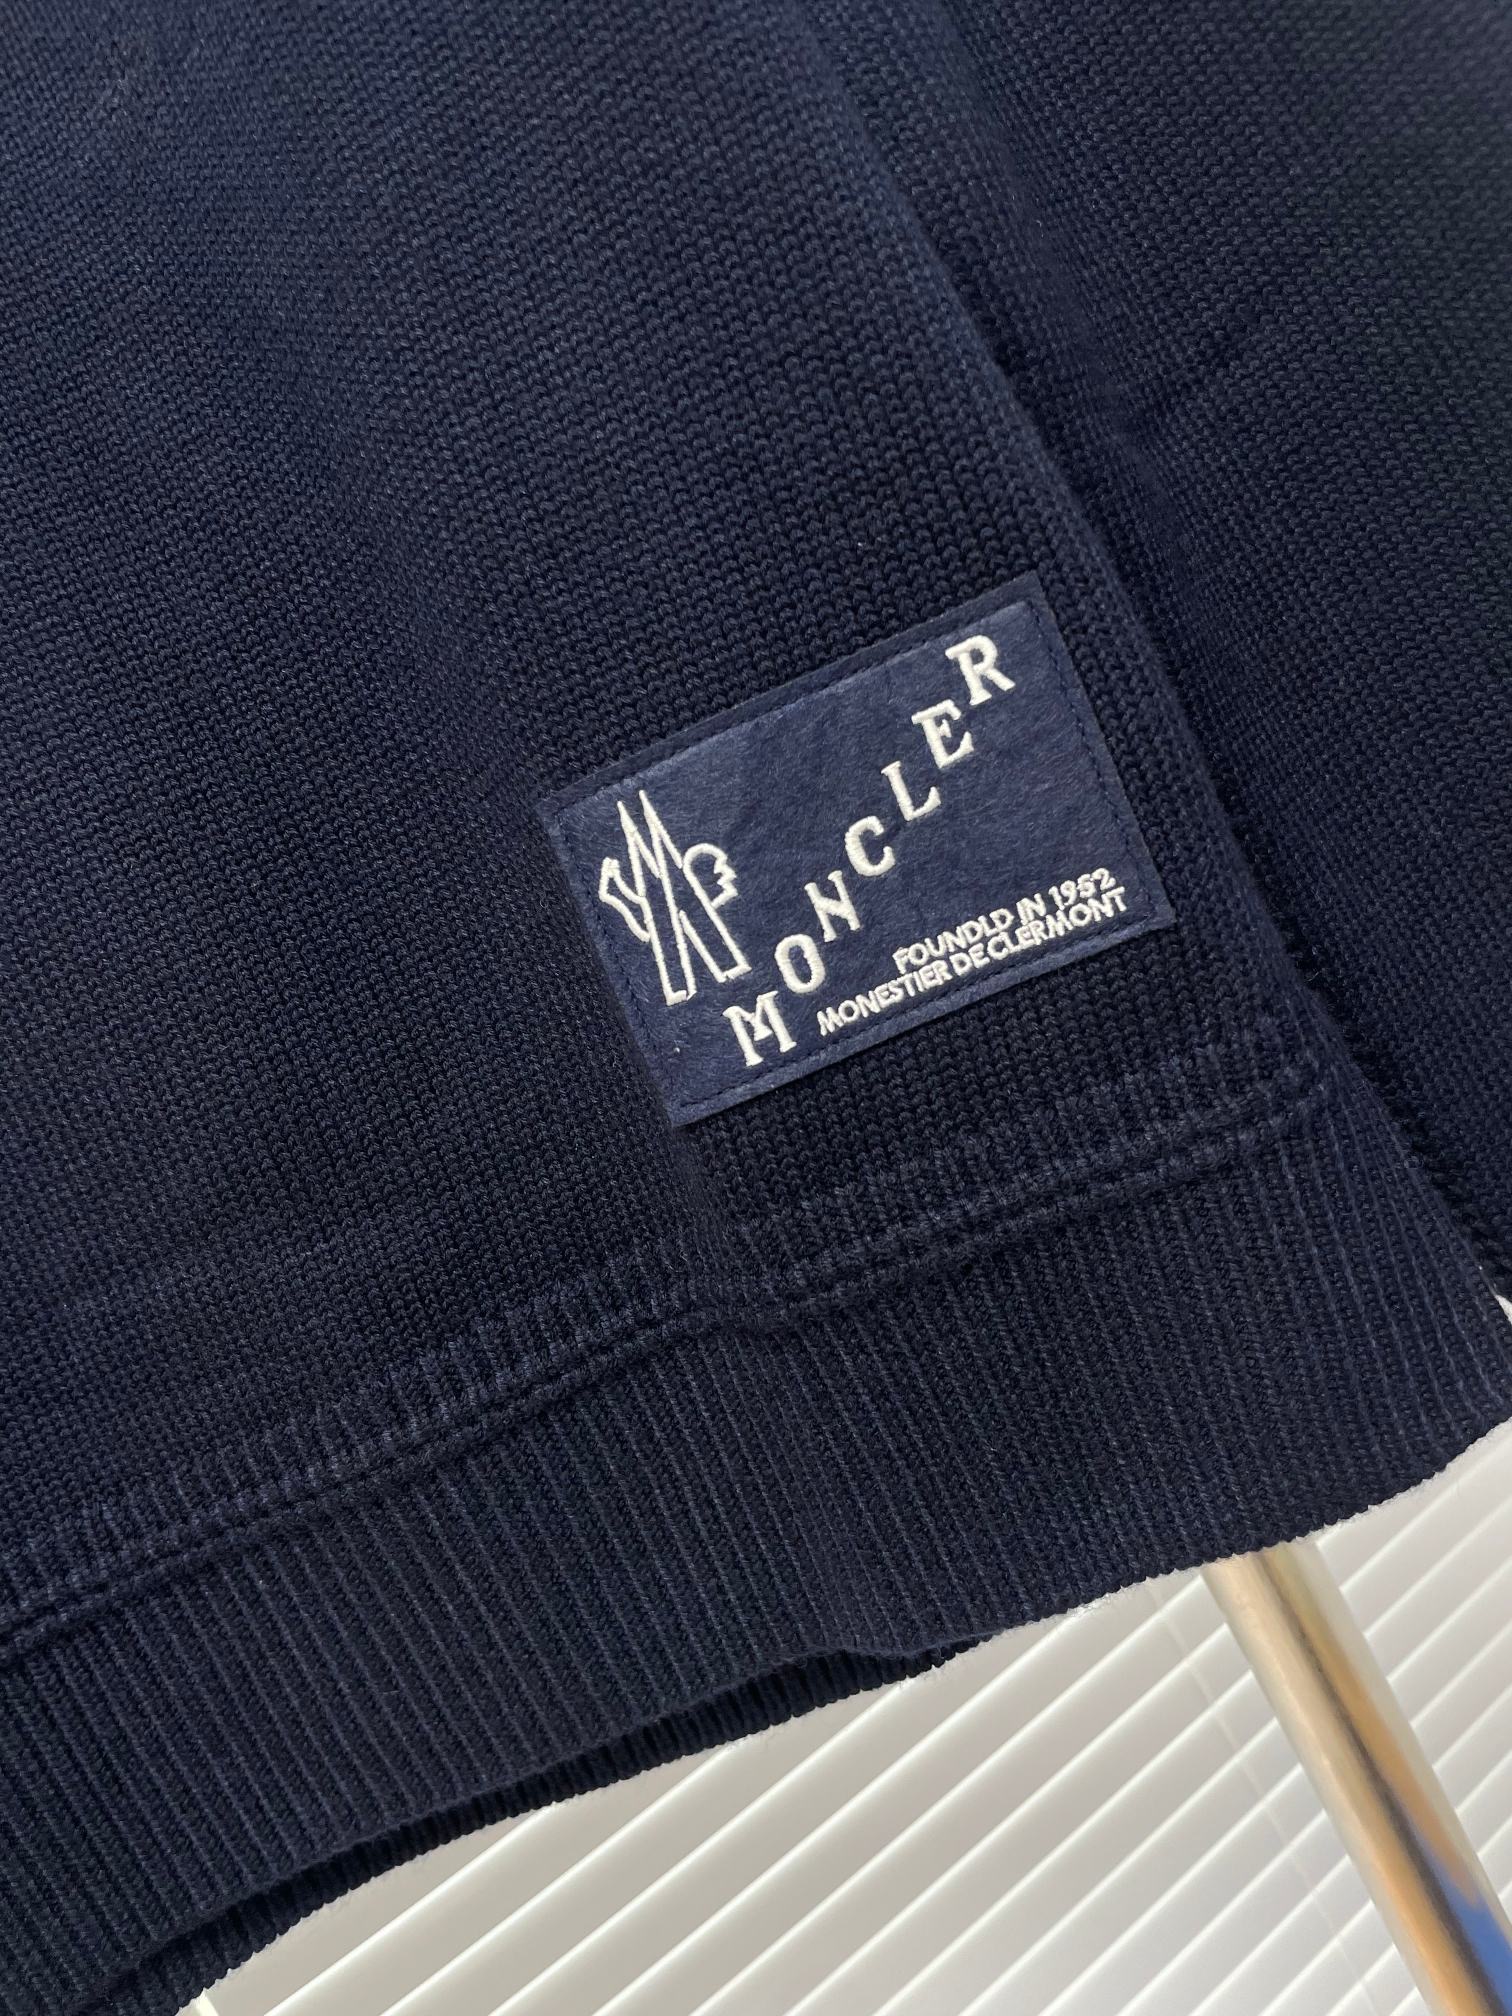 MONCLER
FOUNDLD IN 1952
MONESTIER DE CLERMONT